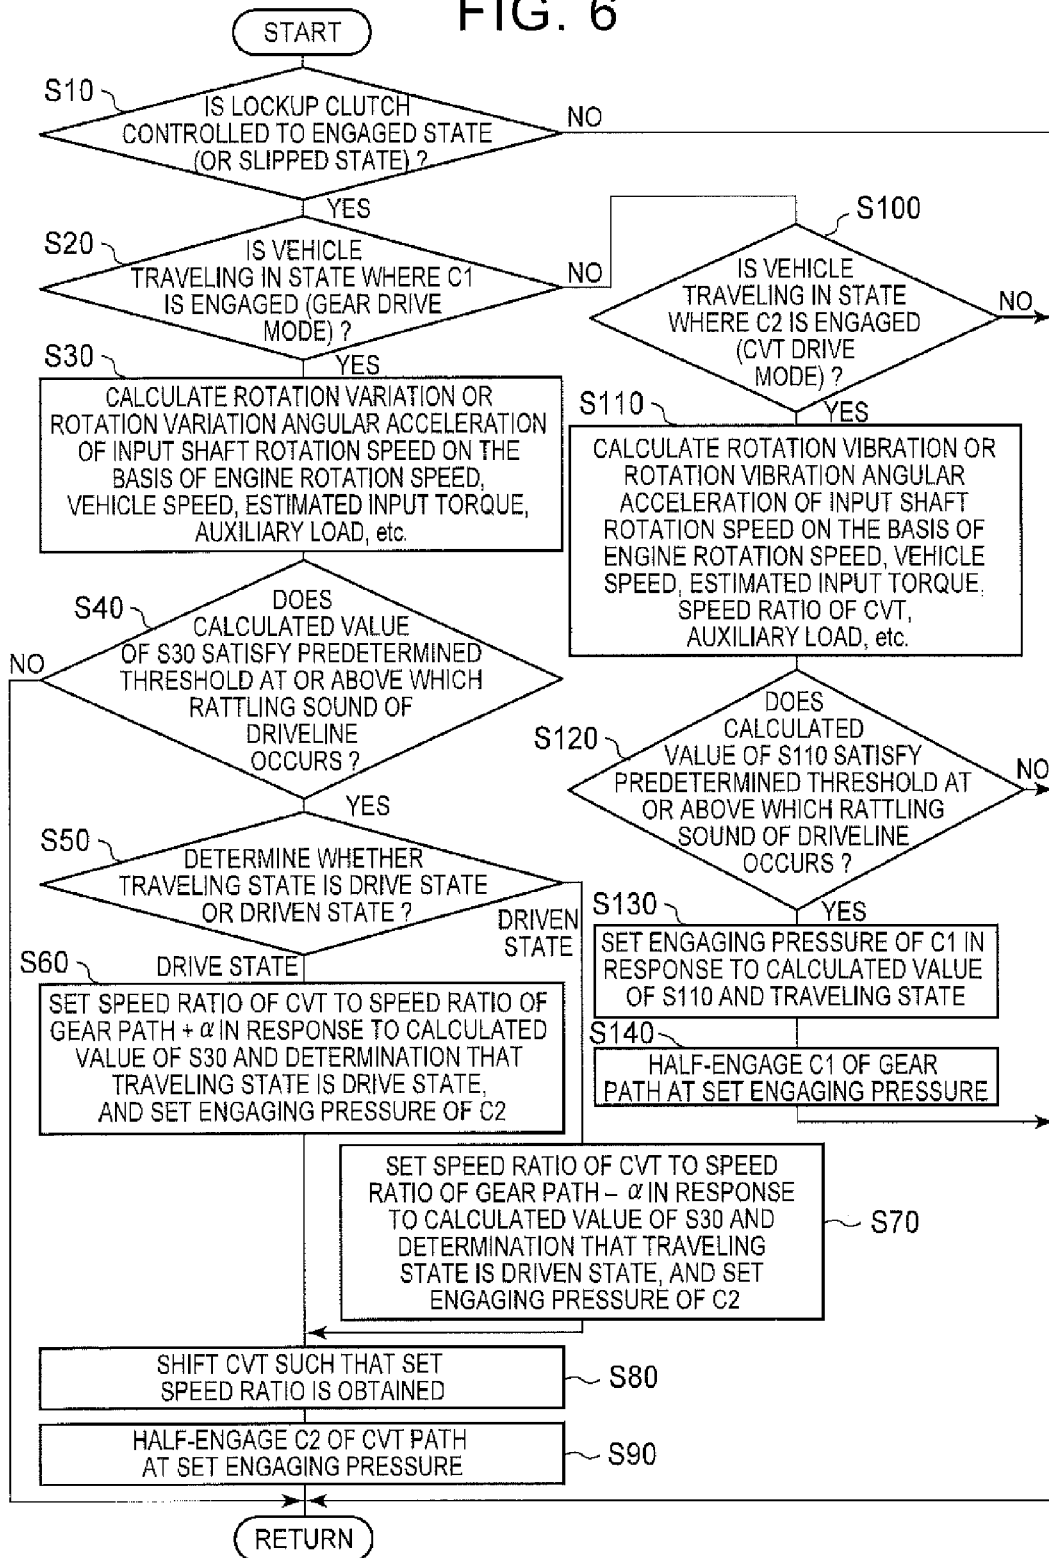 FIG. 6
START
S10
IS LOCKUP CLUTCH
CONTROLLED TO ENGAGED STATE
(OR SLIPPED STATE) ?
NO
YES
S20
IS VEHICLE
TRAVELING IN STATE WHERE C1
IS ENGAGED (GEAR DRIVE
MODE) ?
NO
YES
S30
CALCULATE ROTATION VARIATION OR
ROTATION VARIATION ANGULAR ACCELERATION
OF INPUT SHAFT ROTATION SPEED ON THE
BASIS OF ENGINE ROTATION SPEED,
VEHICLE SPEED, ESTIMATED INPUT TORQUE,
AUXILIARY LOAD, etc.
S40
DOES
CALCULATED VALUE
OF S30 SATISFY PREDETERMINED
THRESHOLD AT OR ABOVE WHICH
RATTLING SOUND OF
DRIVELINE
OCCURS ?
NO
YES
S50
DETERMINE WHETHER
TRAVELING STATE IS DRIVE STATE
OR DRIVEN STATE ?
DRIVEN
STATE
DRIVE STATE
S60
SET SPEED RATIO OF CVT TO SPEED RATIO OF
GEAR PATH + α IN RESPONSE TO CALCULATED
VALUE OF S30 AND DETERMINATION THAT
TRAVELING STATE IS DRIVE STATE,
AND SET ENGAGING PRESSURE OF C2
SET SPEED RATIO OF CVT TO SPEED
RATIO OF GEAR PATH – α IN RESPONSE
TO CALCULATED VALUE OF S30 AND
DETERMINATION THAT TRAVELING
STATE IS DRIVEN STATE, AND SET
ENGAGING PRESSURE OF C2
S70
SHIFT CVT SUCH THAT SET
SPEED RATIO IS OBTAINED
S80
HALF-ENGAGE C2 OF CVT PATH
AT SET ENGAGING PRESSURE
S90
S100
IS VEHICLE
TRAVELING IN STATE
WHERE C2 IS ENGAGED
(CVT DRIVE
MODE) ?
NO
YES
S110
CALCULATE ROTATION VIBRATION OR
ROTATION VIBRATION ANGULAR
ACCELERATION OF INPUT SHAFT
ROTATION SPEED ON THE BASIS OF
ENGINE ROTATION SPEED, VEHICLE
SPEED, ESTIMATED INPUT TORQUE,
SPEED RATIO OF CVT,
AUXILIARY LOAD, etc.
S120
DOES
CALCULATED
VALUE OF S110 SATISFY
PREDETERMINED THRESHOLD AT
OR ABOVE WHICH RATTLING
SOUND OF DRIVELINE
OCCURS ?
NO
YES
S130
SET ENGAGING PRESSURE OF C1 IN
RESPONSE TO CALCULATED VALUE
OF S110 AND TRAVELING STATE
S140
HALF-ENGAGE C1 OF GEAR
PATH AT SET ENGAGING PRESSURE
RETURN